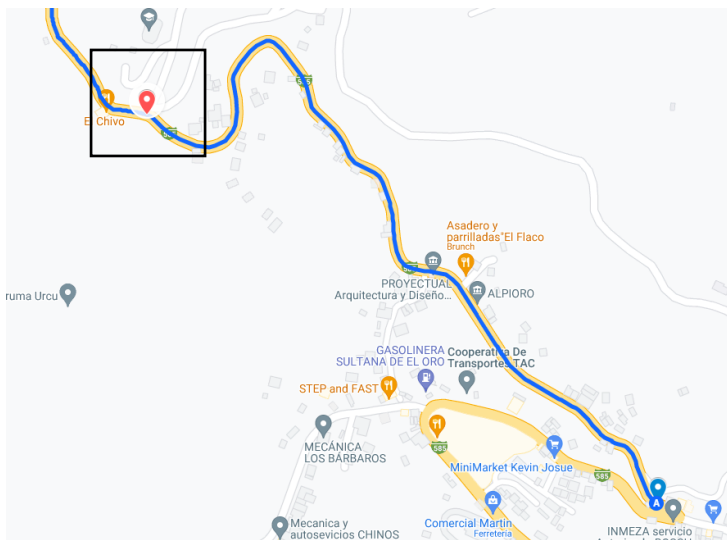 El Chivo
585
585
Asadero y
parrilladas"El Flaco
Brunch
585
PROYECTUAL
Arquitectura y Diseño...
ALPIORO
ruma Urcu
GASOLINERA
SULTANA DE EL ORO
Cooperativa De
Transportes TAC
STEP and FAST
MECÁNICA
LOS BÁRBAROS
585
MiniMarket Kevin Josue
585
A
Comercial Martin
Ferretería
Mecanica y
autosevicios CHINOS
INMEZA servicio